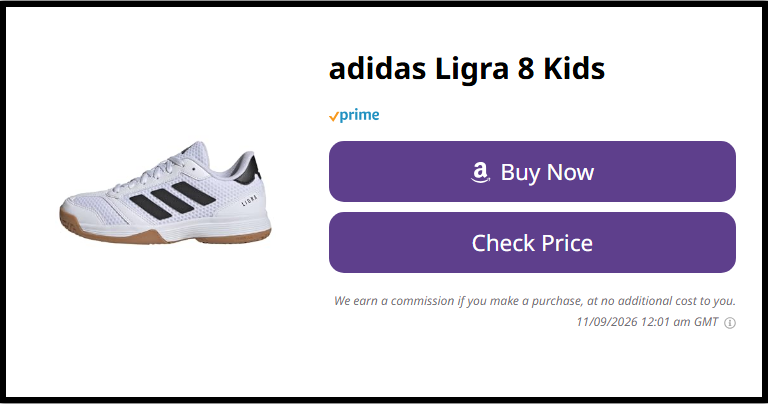 adidas Ligra 8 Kids
prime
Buy Now
LIGRA
Check Price
We earn a commission if you make a purchase, at no additional cost to you.
11/09/2026 12:01 am GMT